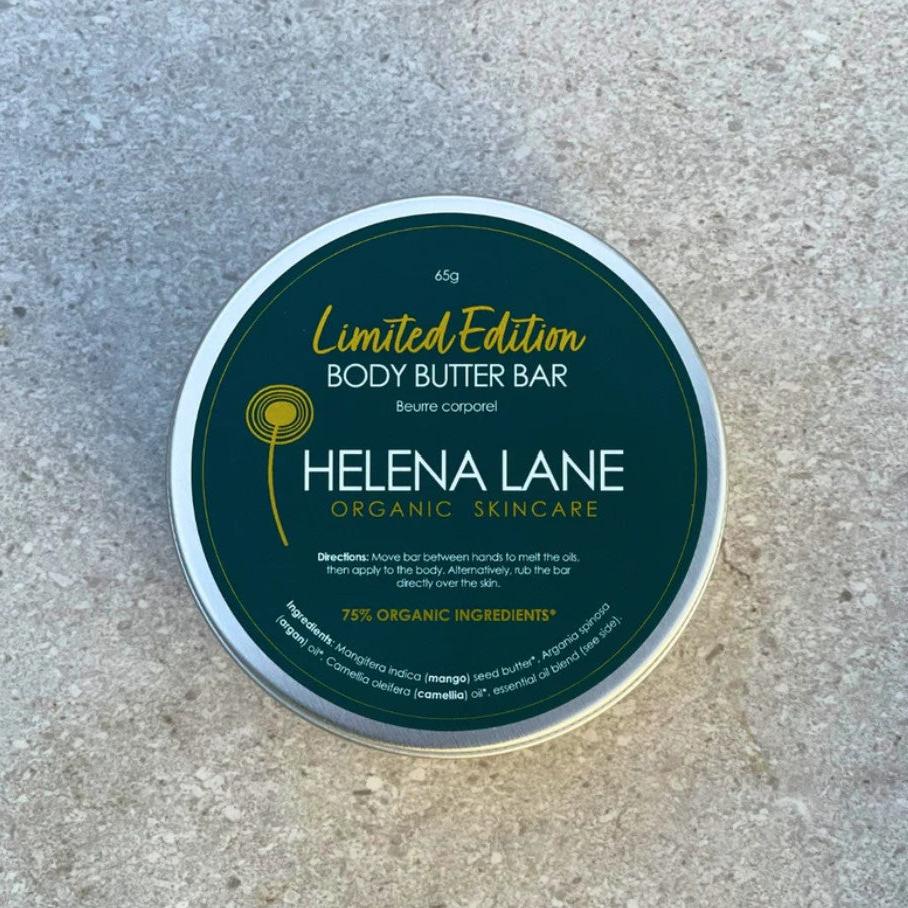 65g
Limited Edition
BODY BUTTER BAR
Beurre corporel
HELENA LANE
ORGANIC SKINCARE
Directions: Move bar between hands to melt the oils,
then apply to the body. Alternatively, rub the bar
directly over the skin.
75% ORGANIC INGREDIENTS*
Ingredients: Mangifera indica (mango) seed butter*, Argania spinosa
(argan) oil*, Camellia oleifera (camellia) oil*, essential oil blend (see side).